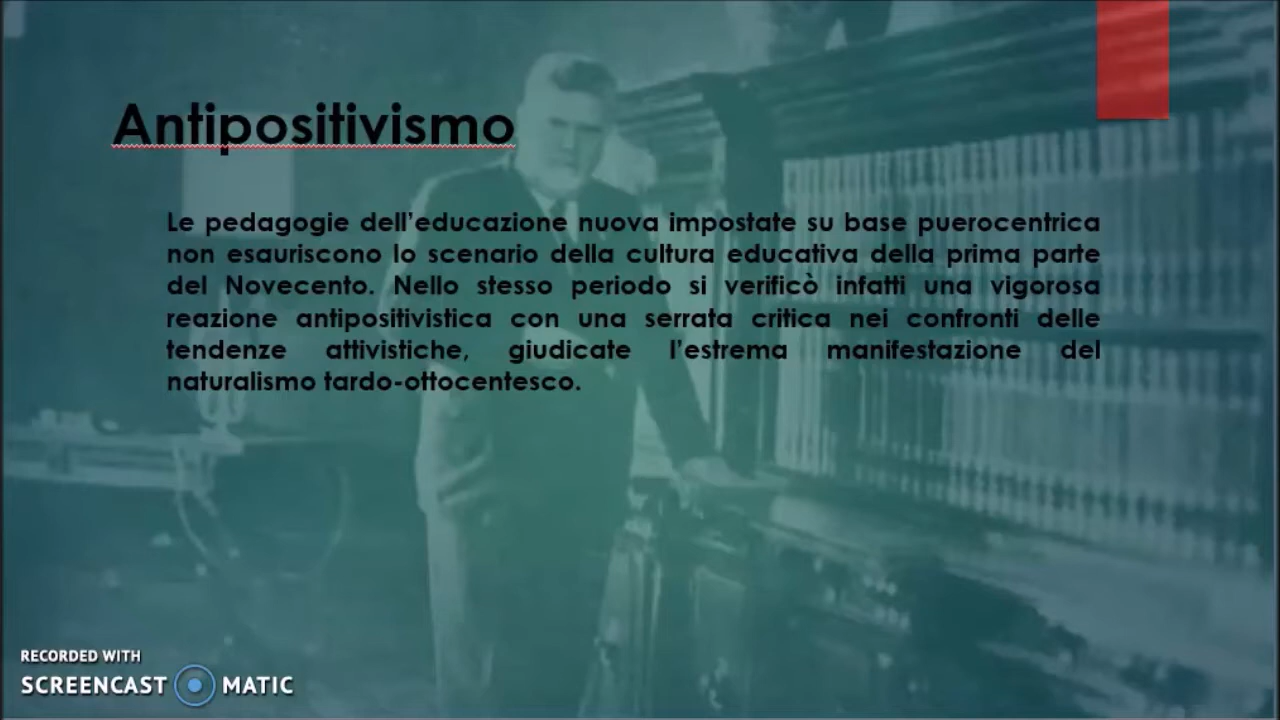 Antipositivismo
Le pedagogie dell'educazione nuova impostate su base puerocentrica
non esauriscono lo scenario della cultura educativa della prima parte
del Novecento. Nello stesso periodo si verificò infatti una vigorosa
reazione antipositivistica con una serrata critica nei confronti delle
tendenze attivistiche, giudicate l'estrema manifestazione del
naturalismo tardo-ottocentesco.
RECORDED WITH
SCREENCAST MATIC